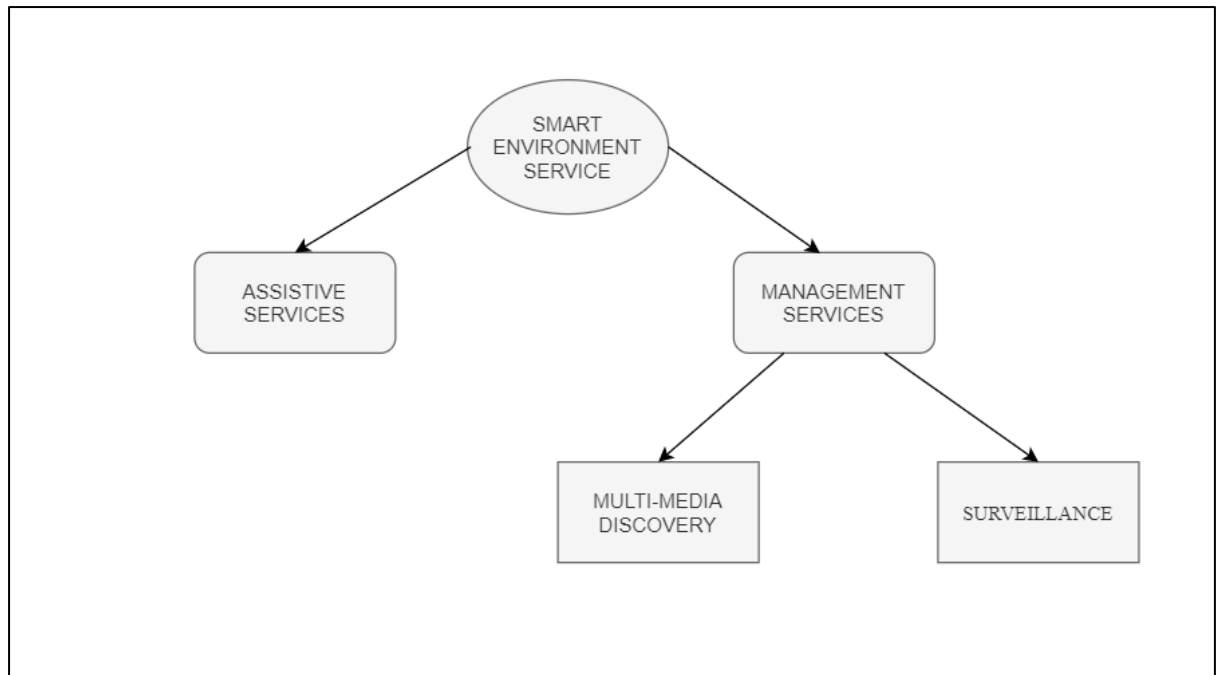 SMART
ENVIRONMENT
SERVICE
ASSISTIVE
SERVICES
MANAGEMENT
SERVICES
MULTI-MEDIA
DISCOVERY
SURVEILLANCE